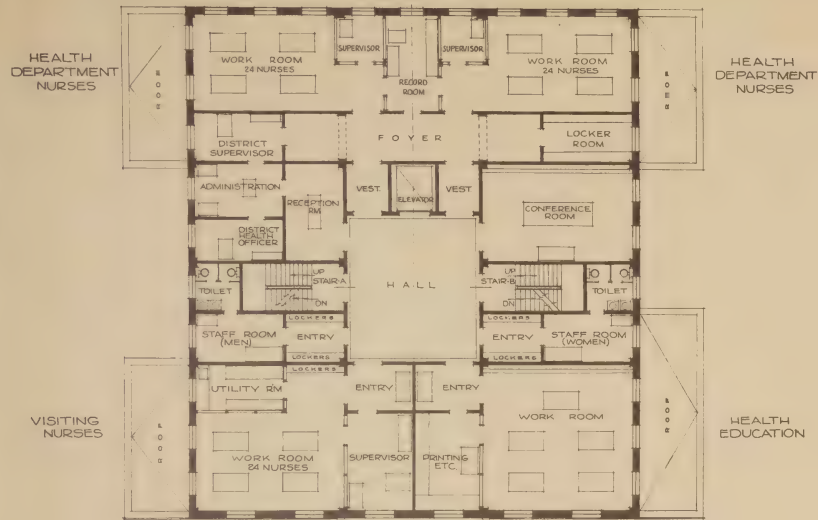 HEALTH
DEPARTMENT
NURSES
ROOF
WORK ROOM
24 NURSES
SUPERVISOR
RECORD
ROOM
SUPERVISOR
WORK ROOM
24 NURSES
ROOF
HEALTH
DEPARTMENT
NURSES
FOYER
DISTRICT
SUPERVISOR
LOCKER
ROOM
ADMINISTRATION
RECEPTION
RM
VEST.
ELEVATOR
VEST
CONFERENCE
ROOM
DISTRICT
HEALTH
OFFICER
HALL
UP
STAIR-A
DN
UP
STAIR-B
DN
TOILET
TOILET
STAFF ROOM
(MEN)
LOCKERS
ENTRY
LOCKERS
LOCKERS
ENTRY
LOCKERS
STAFF ROOM
(WOMEN)
LOCKERS
UTILITY RM
ENTRY
ENTRY
WORK ROOM
VISITING
NURSES
ROOF
WORK ROOM
24 NURSES
SUPERVISOR
PRINTING
ETC.
ROOF
HEALTH
EDUCATION